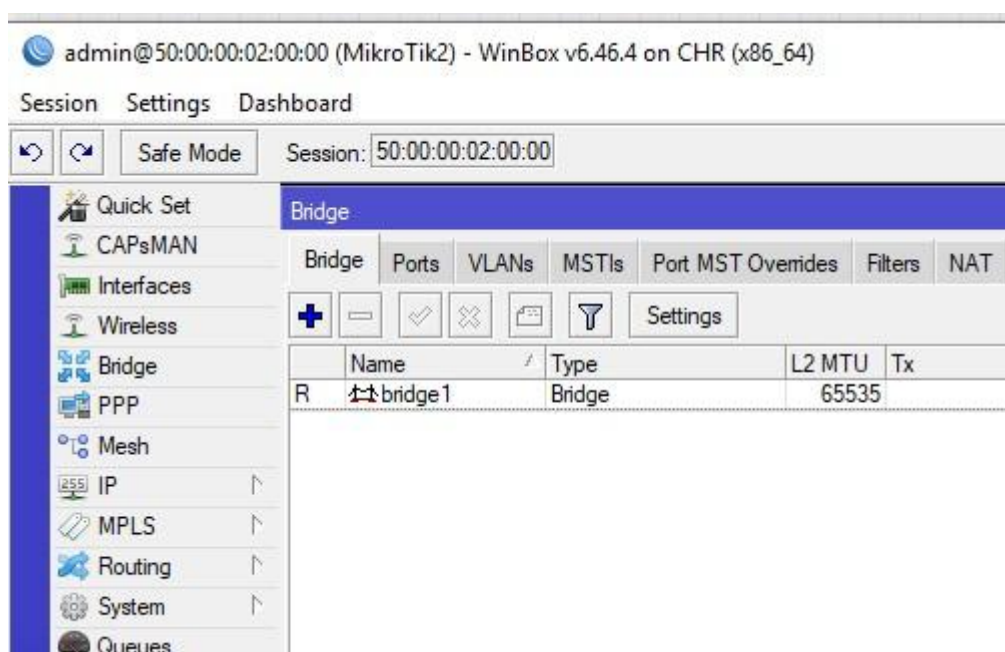 admin@50:00:00:02:00:00 (MikroTik2) - WinBox v6.46.4 on CHR (x86_64)
Session Settings Dashboard
Safe Mode Session: 50:00:00:02:00:00
Quick Set
CAPsMAN
Interfaces
Wireless
Bridge
PPP
Mesh
255 IP
MPLS
Routing
System
Queues
Bridge
Bridge Ports VLANs MSTIs Port MST Overrides Filters NAT
Settings
Name Type L2 MTU Tx
R bridge1 Bridge 65535